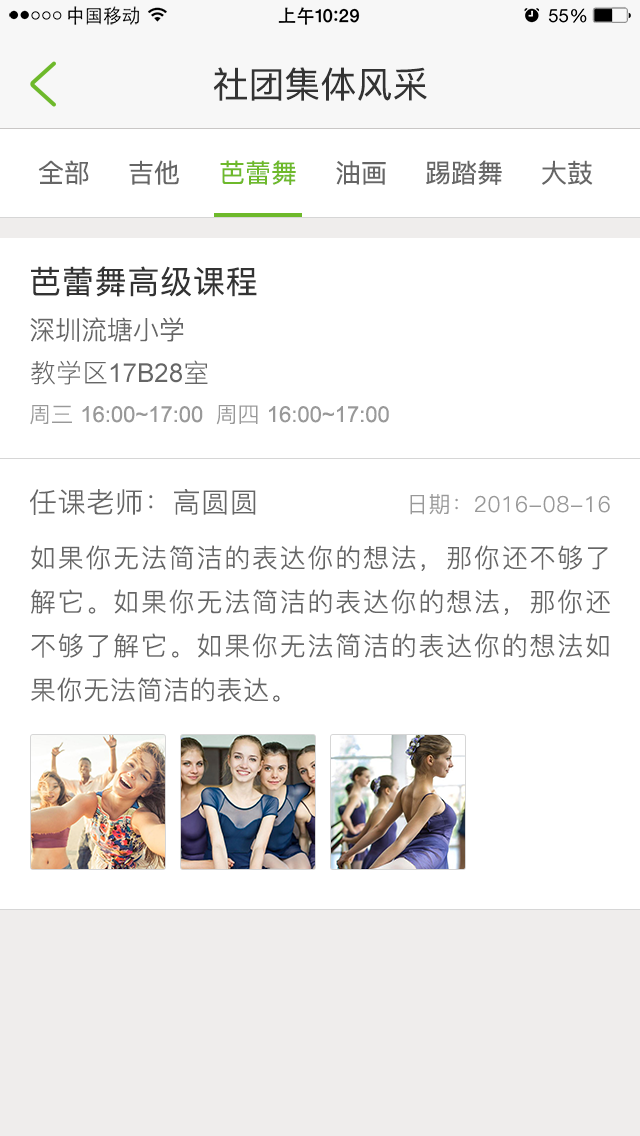 中国移动 上午10:29 55%
社团集体风采
全部 吉他 芭蕾舞 油画 踢踏舞 大鼓
芭蕾舞高级课程
深圳流塘小学
教学区17B28室
周三 16:00~17:00 周四 16:00~17:00
任课老师：高圆圆 日期：2016-08-16
如果你无法简洁的表达你的想法，那你还不够了
解它。如果你无法简洁的表达你的想法，那你还
不够了解它。如果你无法简洁的表达你的想法如
果你无法简洁的表达。